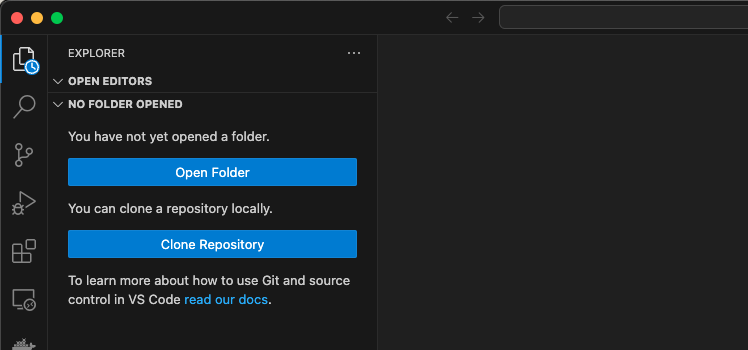 EXPLORER
OPEN EDITORS
NO FOLDER OPENED
You have not yet opened a folder.
Open Folder
You can clone a repository locally.
Clone Repository
To learn more about how to use Git and source
control in VS Code read our docs.